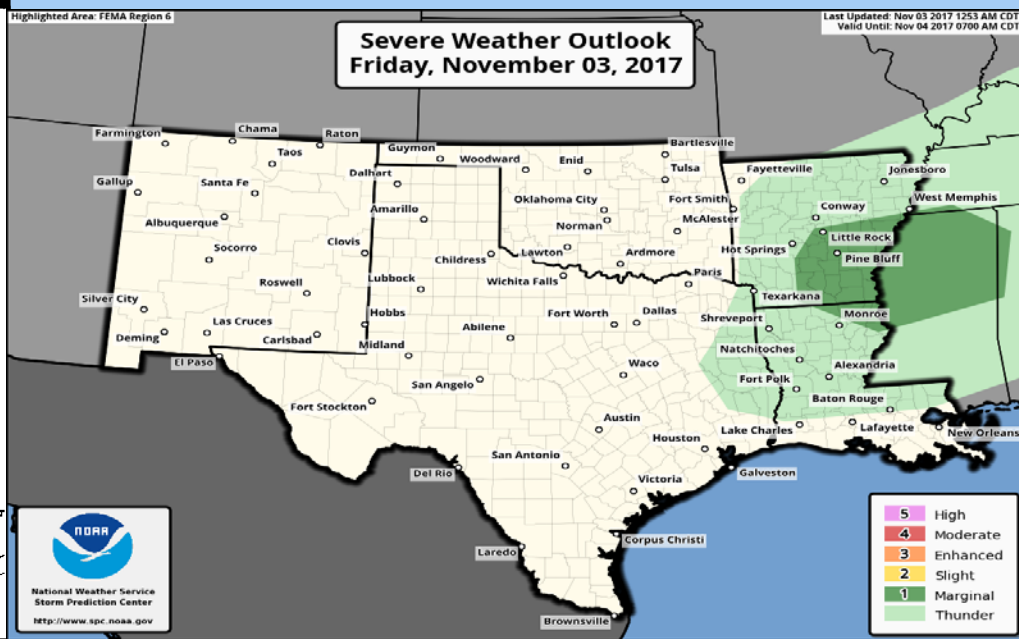 Highlighted Area: FEMA Region 6
Last Updated: Nov 03 2017 1253 AM CDT
Valid Until: Nov 04 2017 0700 AM CDT
Severe Weather Outlook
Friday, November 03, 2017
Farmington
Chama
Raton
Guymon
Bartlesville
Taos
Woodward
Enid
Tulsa
Fayetteville
Jonesboro
Gallup
Santa Fe
Dalhart
Oklahoma City
Fort Smith
West Memphis
Albuquerque
Amarillo
Norman
McAlester
Conway
Socorro
Clovis
Childress
Lawton
Ardmore
Hot Springs
Little Rock
Pine Bluff
Roswell
Lubbock
Wichita Falls
Paris
Texarkana
Silver City
Las Cruces
Hobbs
Abilene
Fort Worth
Dallas
Shreveport
Monroe
Deming
Carlsbad
Midland
Natchitoches
El Paso
San Angelo
Waco
Fort Polk
Alexandria
Fort Stockton
Austin
Baton Rouge
Houston
Lake Charles
Lafayette
New Orleans
Del Rio
San Antonio
Victoria
Galveston
Laredo
Corpus Christi
Brownsville
NOAA
National Weather Service
Storm Prediction Center
http://www.spc.noaa.gov
5 High
4 Moderate
3 Enhanced
2 Slight
1 Marginal
Thunder